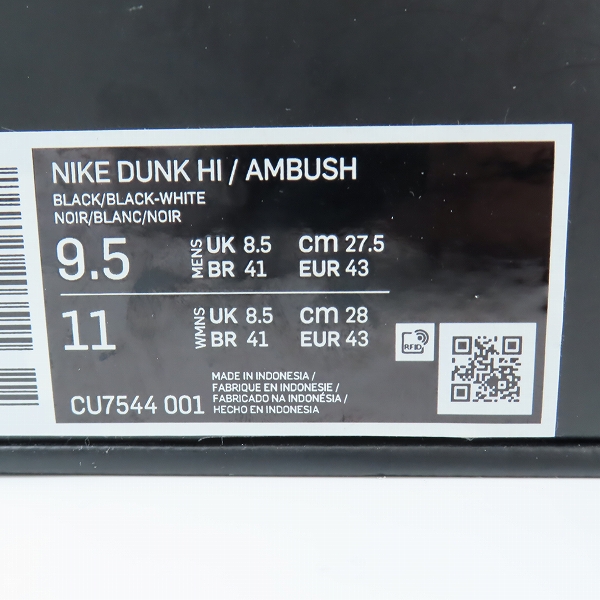 NIKE DUNK HI / AMBUSH
BLACK/BLACK-WHITE
NOIR/BLANC/NOIR
9.5 MENS UK 8.5 cm 27.5
BR 41 EUR 43
11 WMNS UK 8.5 cm 28
BR 41 EUR 43
RFID
MADE IN INDONESIA /
FABRIQUE EN INDONESIE /
FABRICADO NA INDONÉSIA /
HECHO EN INDONESIA
CU7544 001